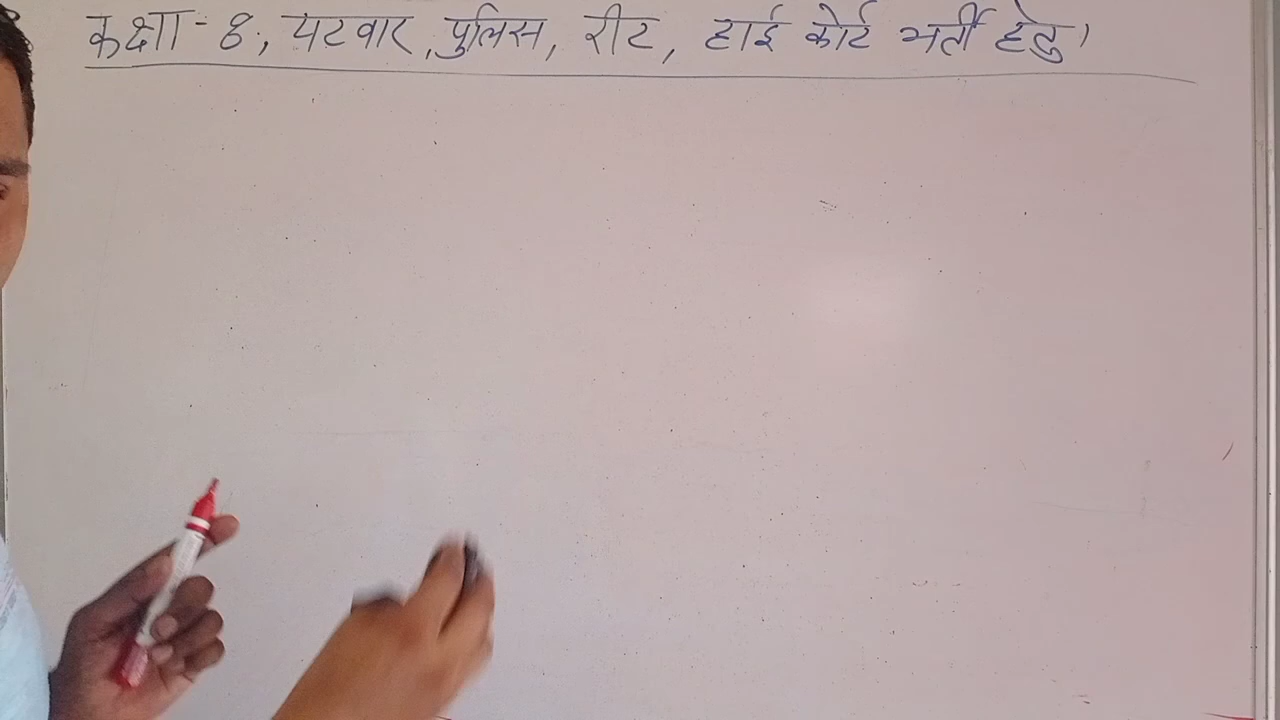 कक्षा - 8, पटवार, पुलिस, रीट, हाई कोर्ट भर्ती हेतु।